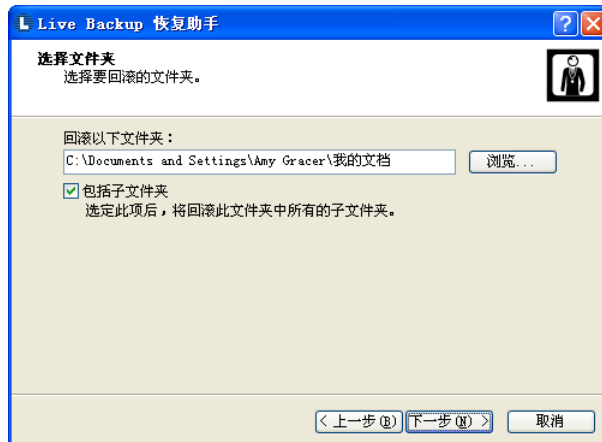 L Live Backup 恢复助手
选择文件夹
选择要回滚的文件夹。
回滚以下文件夹：
C:\Documents and Settings\Amy Gracer\我的文档
浏览...
包括子文件夹
选定此项后，将回滚此文件夹中所有的子文件夹。
< 上一步(B)
下一步(N) >
取消